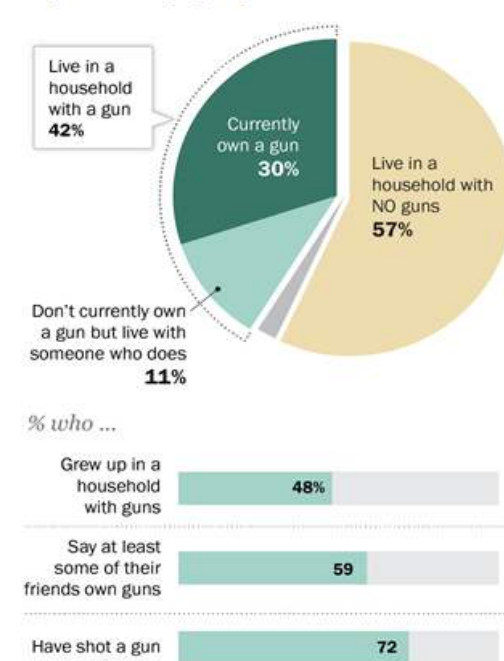 Live in a
household
with a gun
42%
Currently
own a gun
30%
Live in a
household with
NO guns
57%
Don't currently own
a gun but live with
someone who does
11%
% who ...
Grew up in a
household
with guns
48%
Say at least
some of their
friends own guns
59
Have shot a gun
72